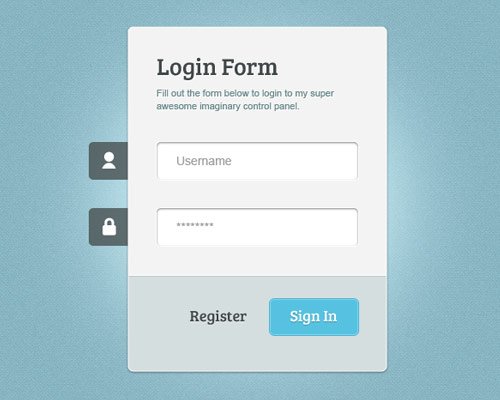 Login Form
Fill out the form below to login to my super
awesome imaginary control panel.
Username
********
Register
Sign In